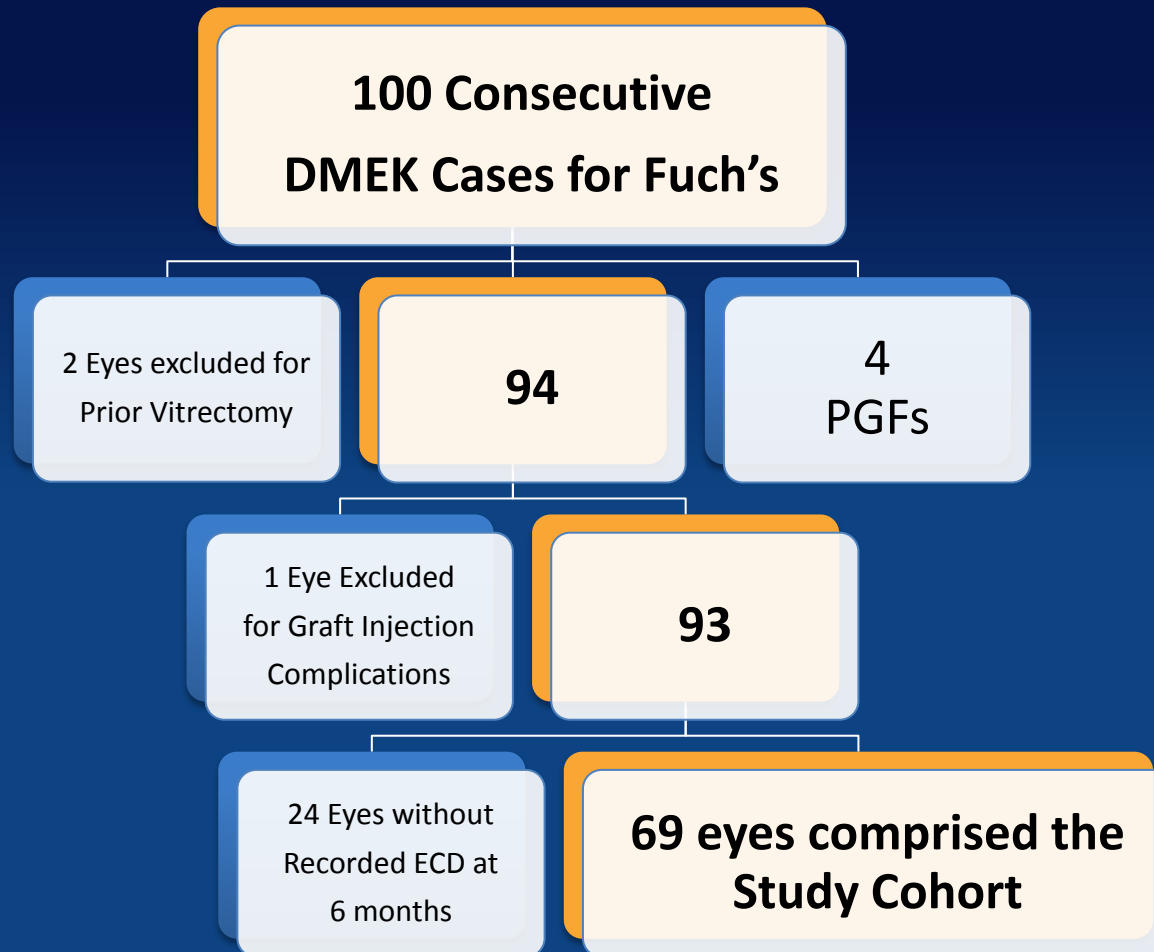 100 Consecutive
DMEK Cases for Fuch's
2 Eyes excluded for
Prior Vitrectomy
94
4
PGFs
1 Eye Excluded
for Graft Injection
Complications
93
24 Eyes without
Recorded ECD at
6 months
69 eyes comprised the
Study Cohort